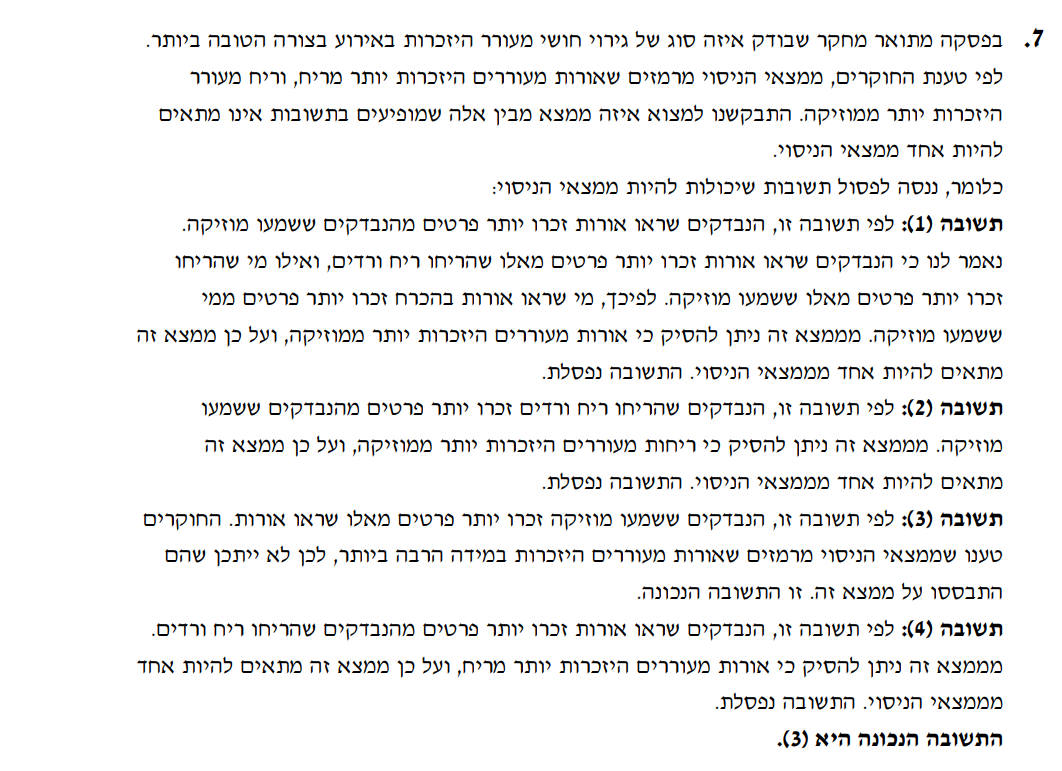 7. בפסקה מתואר מחקר שבודק איזה סוג של גירוי חושי מעורר היזכרות באירוע בצורה הטובה ביותר.
לפי טענת החוקרים, ממצאי הניסוי מרמזים שאורות מעוררים היזכרות יותר מריח, וריח מעורר
היזכרות יותר ממוזיקה. התבקשנו למצוא איזה ממצא מבין אלה שמופיעים בתשובות אינו מתאים
להיות אחד ממצאי הניסוי.
כלומר, ננסה לפסול תשובות שיכולות להיות ממצאי הניסוי:
תשובה (1): לפי תשובה זו, הנבדקים שראו אורות זכרו יותר פרטים מהנבדקים ששמעו מוזיקה.
נאמר לנו כי הנבדקים שראו אורות זכרו יותר פרטים מאלו שהריחו ריח ורדים, ואילו מי שהריחו
זכרו יותר פרטים מאלו ששמעו מוזיקה. לפיכך, מי שראו אורות בהכרח זכרו יותר פרטים ממי
ששמעו מוזיקה. מממצא זה ניתן להסיק כי אורות מעוררים היזכרות יותר ממוזיקה, ועל כן ממצא זה
מתאים להיות אחד מממצאי הניסוי. התשובה נפסלת.
תשובה (2): לפי תשובה זו, הנבדקים שהריחו ריח ורדים זכרו יותר פרטים מהנבדקים ששמעו
מוזיקה. מממצא זה ניתן להסיק כי ריחות מעוררים היזכרות יותר ממוזיקה, ועל כן ממצא זה
מתאים להיות אחד מממצאי הניסוי. התשובה נפסלת.
תשובה (3): לפי תשובה זו, הנבדקים ששמעו מוזיקה זכרו יותר פרטים מאלו שראו אורות. החוקרים
טענו שממצאי הניסוי מרמזים שאורות מעוררים היזכרות במידה הרבה ביותר, לכן לא ייתכן שהם
התבססו על ממצא זה. זו התשובה הנכונה.
תשובה (4): לפי תשובה זו, הנבדקים שראו אורות זכרו יותר פרטים מהנבדקים שהריחו ריח ורדים.
מממצא זה ניתן להסיק כי אורות מעוררים היזכרות יותר מריח, ועל כן ממצא זה מתאים להיות אחד
מממצאי הניסוי. התשובה נפסלת.
התשובה הנכונה היא (3).